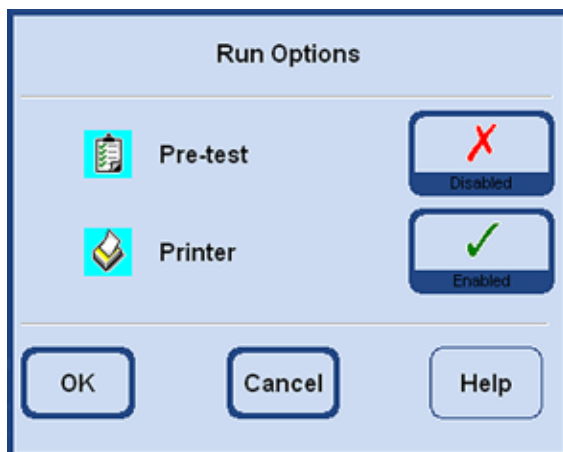 Run Options
Pre-test
Disabled
Printer
Enabled
OK
Cancel
Help